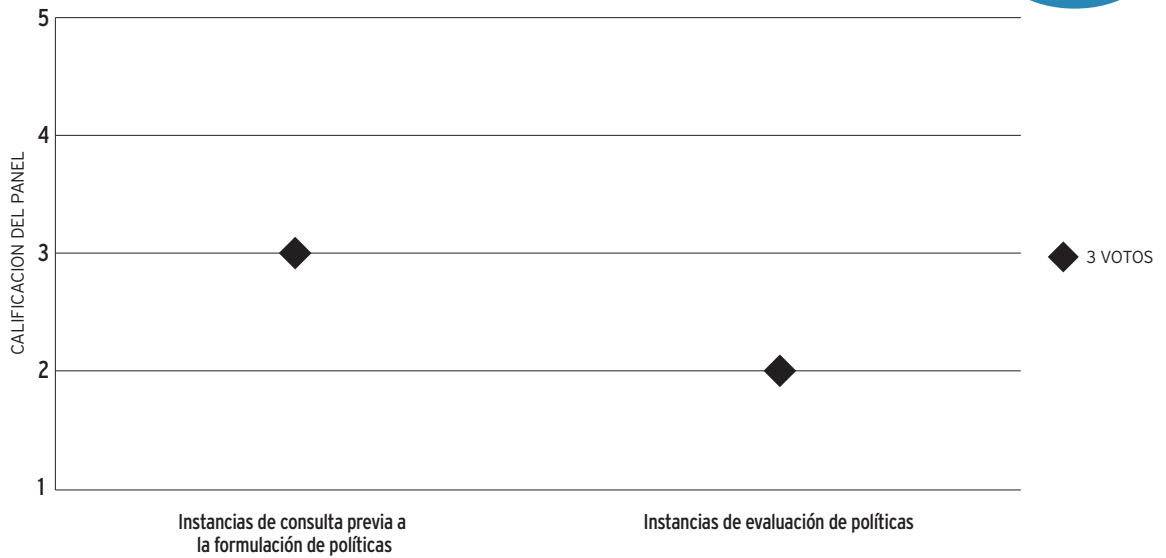 5
4
3
2
1
CALIFICACION DEL PANEL
3 VOTOS
Instancias de consulta previa a
la formulación de políticas
Instancias de evaluación de políticas